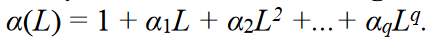 α(L) = 1 + α₁L + α₂L² +...+ α_qL^q.